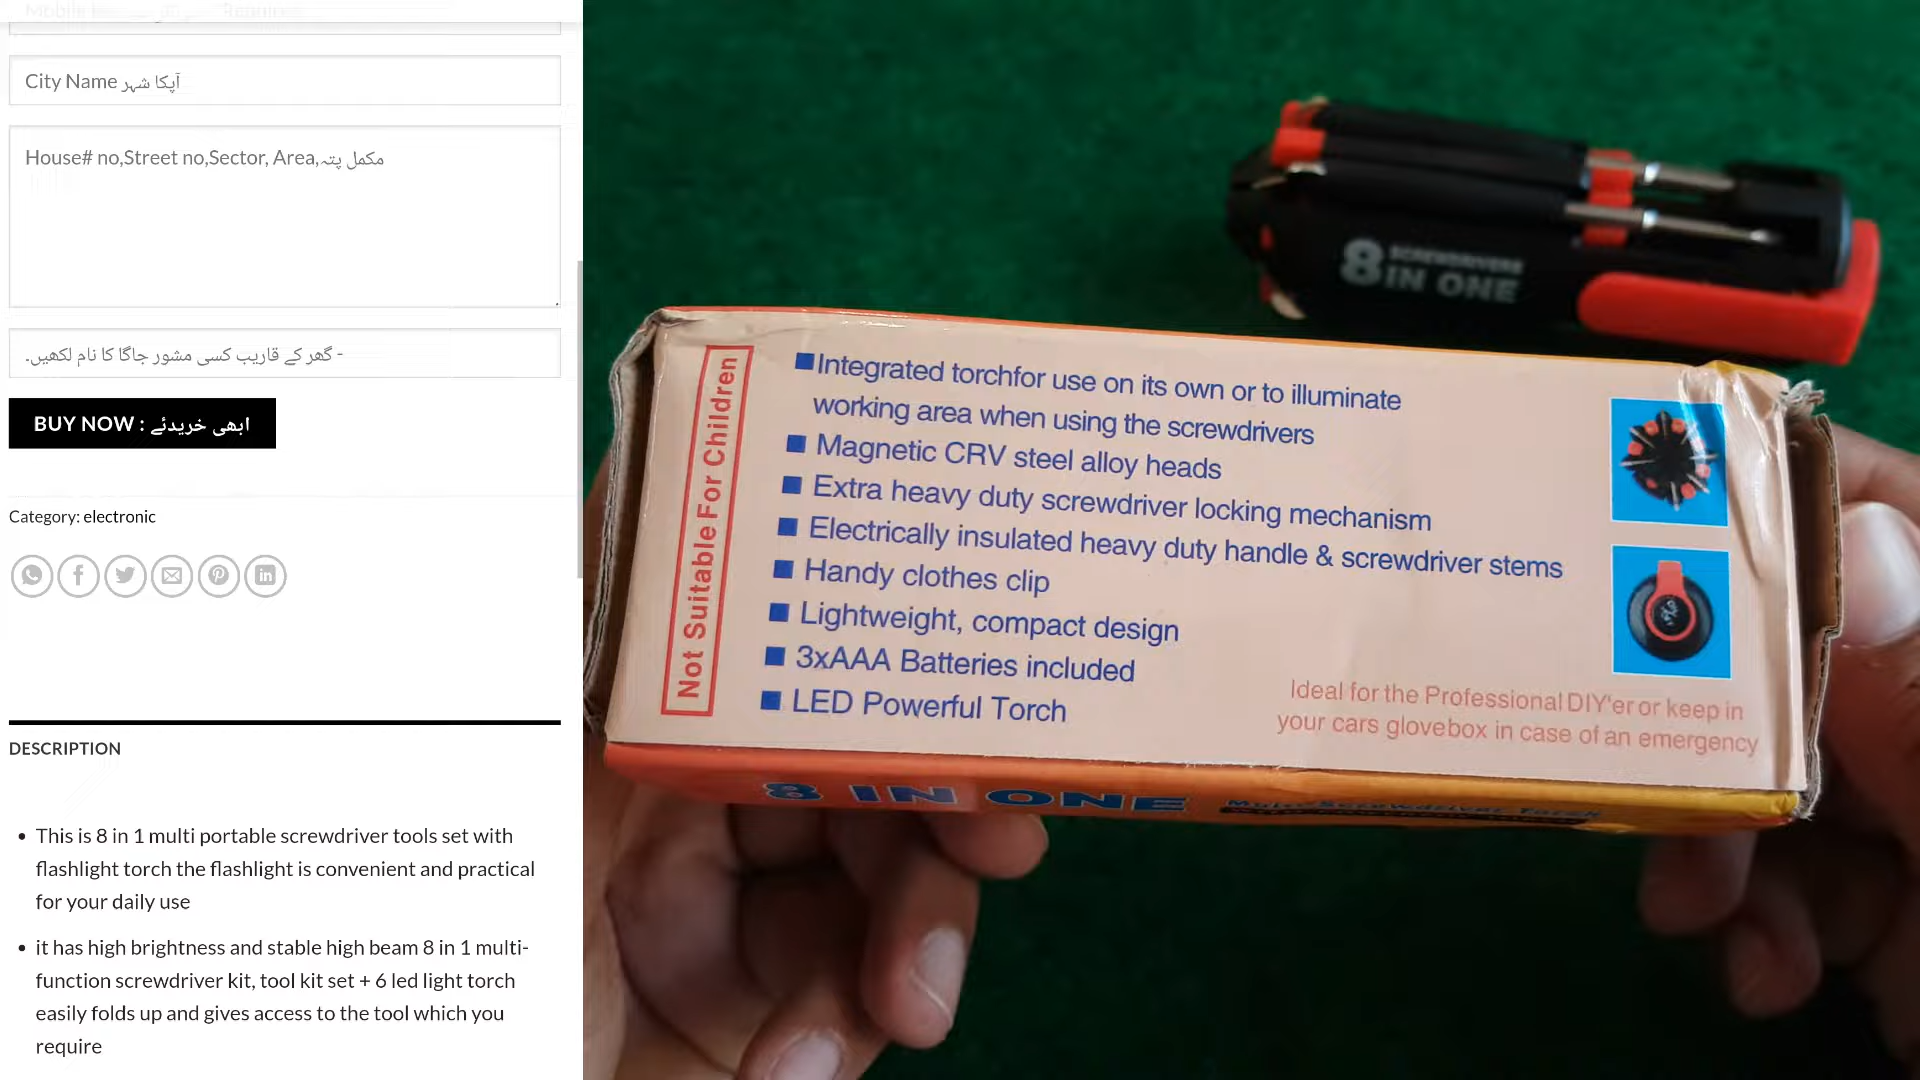 City Name آپکا شہر
House# no,Street no,Sector, Area,مکمل پتہ
گھر کے قاریب کسی مشور جاگا کا نام لکھیں۔ -
BUY NOW : ابھی خریدئے
Category: electronic
DESCRIPTION
• This is 8 in 1 multi portable screwdriver tools set with
flashlight torch the flashlight is convenient and practical
for your daily use
• it has high brightness and stable high beam 8 in 1 multi-
function screwdriver kit, tool kit set + 6 led light torch
easily folds up and gives access to the tool which you
require
8 SCREWDRIVERS
IN ONE
Not Suitable For Children
■ Integrated torchfor use on its own or to illuminate
working area when using the screwdrivers
■ Magnetic CRV steel alloy heads
■ Extra heavy duty screwdriver locking mechanism
■ Electrically insulated heavy duty handle & screwdriver stems
■ Handy clothes clip
■ Lightweight, compact design
■ 3xAAA Batteries included
■ LED Powerful Torch
Ideal for the Professional DIY'er or keep in
your cars glovebox in case of an emergency
8 IN ONE
Multi-Screwdriver Torch